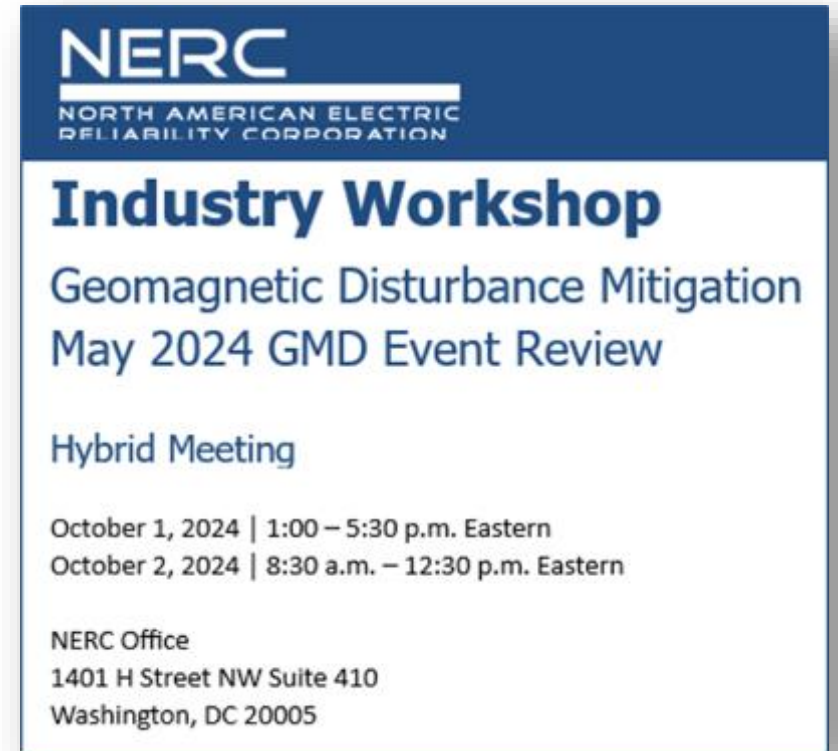 NERC
NORTH AMERICAN ELECTRIC
RELIABILITY CORPORATION
Industry Workshop
Geomagnetic Disturbance Mitigation
May 2024 GMD Event Review
Hybrid Meeting
October 1, 2024 | 1:00 – 5:30 p.m. Eastern
October 2, 2024 | 8:30 a.m. – 12:30 p.m. Eastern
NERC Office
1401 H Street NW Suite 410
Washington, DC 20005